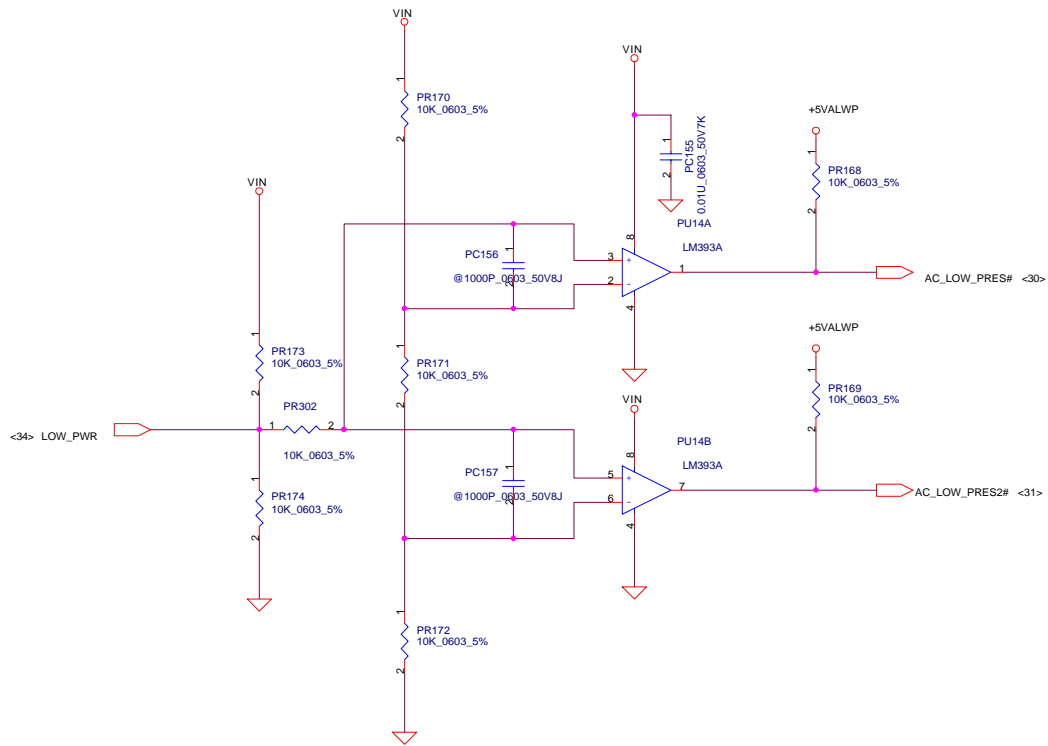 VIN
1
PR170
10K_0603_5%
2
VIN
1
PC155
0.01U_0603_50V7K
2
+5VALWP
1
PR168
10K_0603_5%
2
VIN
PU14A
LM393A
8
PC156
1
@1000P_0603_50V8J
2
3
+
2
-
1
4
AC_LOW_PRES# <30>
+5VALWP
1
PR173
10K_0603_5%
2
1
PR171
10K_0603_5%
2
1
PR169
10K_0603_5%
2
VIN
PR302
1
2
10K_0603_5%
<34> LOW_PWR
PU14B
LM393A
8
PC157
1
@1000P_0603_50V8J
2
5
+
6
-
7
4
AC_LOW_PRES2# <31>
1
PR174
10K_0603_5%
2
1
PR172
10K_0603_5%
2